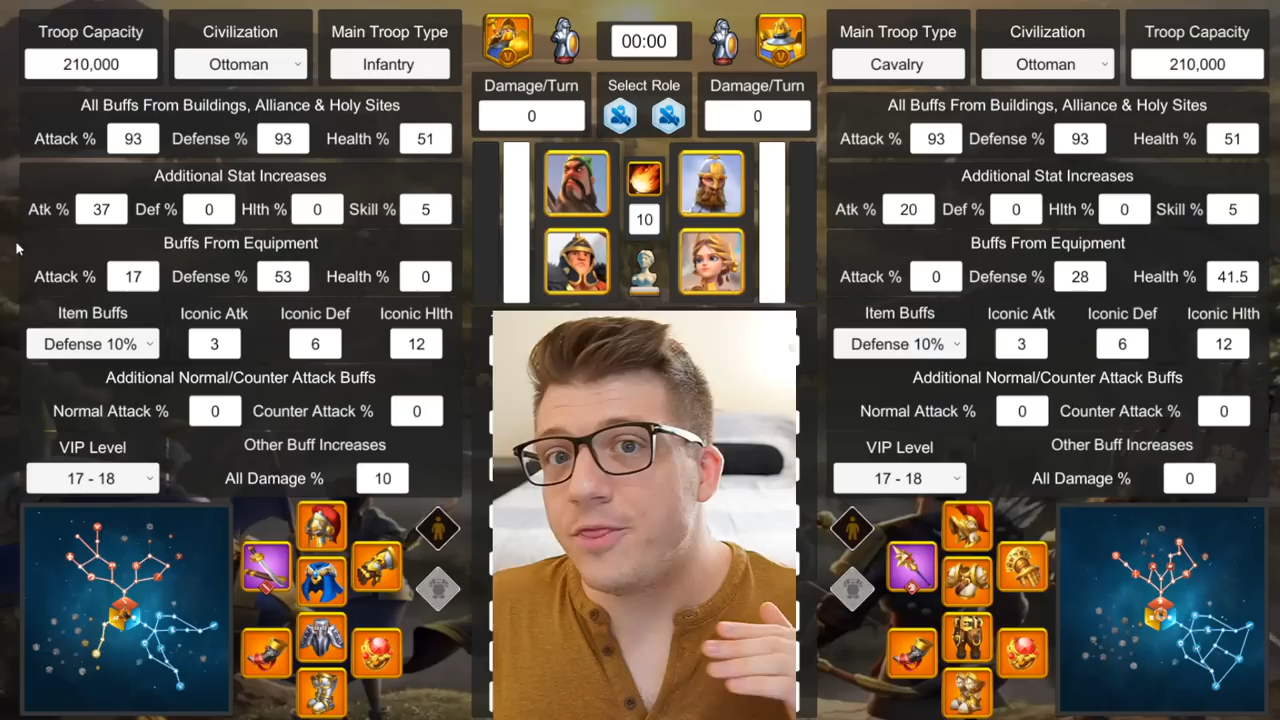 Troop Capacity
210,000
Civilization
Ottoman
Main Troop Type
Infantry
All Buffs From Buildings, Alliance & Holy Sites
Attack % 93 Defense % 93 Health % 51
Additional Stat Increases
Atk % 37 Def % 0 Hlth % 0 Skill % 5
Buffs From Equipment
Attack % 17 Defense % 53 Health % 0
Item Buffs Iconic Atk Iconic Def Iconic Hlth
Defense 10% 3 6 12
Additional Normal/Counter Attack Buffs
Normal Attack % 0 Counter Attack % 0
VIP Level
17 - 18
Other Buff Increases
All Damage % 10
V
00:00
V
Damage/Turn
0
Select Role
Damage/Turn
0
10
Main Troop Type
Cavalry
Civilization
Ottoman
Troop Capacity
210,000
All Buffs From Buildings, Alliance & Holy Sites
Attack % 93 Defense % 93 Health % 51
Additional Stat Increases
Atk % 20 Def % 0 Hlth % 0 Skill % 5
Buffs From Equipment
Attack % 0 Defense % 28 Health % 41.5
Item Buffs Iconic Atk Iconic Def Iconic Hlth
Defense 10% 3 6 12
Additional Normal/Counter Attack Buffs
Normal Attack % 0 Counter Attack % 0
VIP Level
17 - 18
Other Buff Increases
All Damage % 0